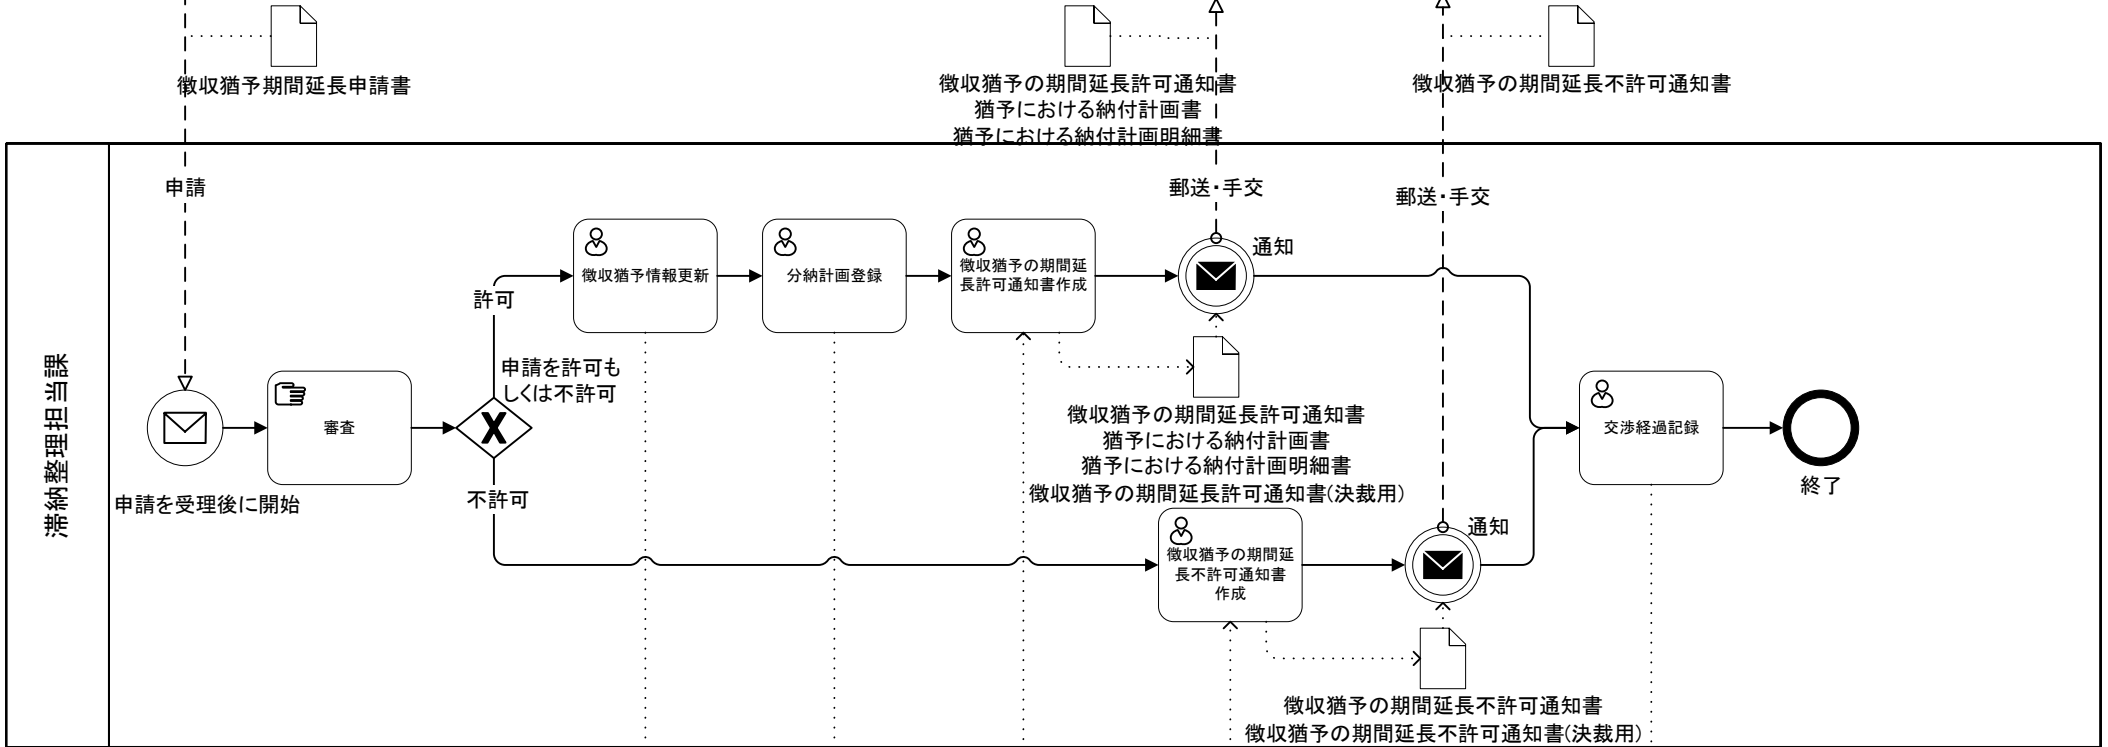 徴収猶予期間延長申請書
徴収猶予の期間延長許可通知書
猶予における納付計画書
猶予における納付計画明細書
徴収猶予の期間延長不許可通知書
滞納整理担当課
申請
郵送・手交
郵送・手交
申請を受理後に開始
審査
申請を許可も
しくは不許可
許可
徴収猶予情報更新
分納計画登録
徴収猶予の期間延
長許可通知書作成
通知
徴収猶予の期間延長許可通知書
猶予における納付計画書
猶予における納付計画明細書
徴収猶予の期間延長許可通知書(決裁用)
不許可
徴収猶予の期間延
長不許可通知書
作成
通知
徴収猶予の期間延長不許可通知書
徴収猶予の期間延長不許可通知書(決裁用)
交渉経過記録
終了